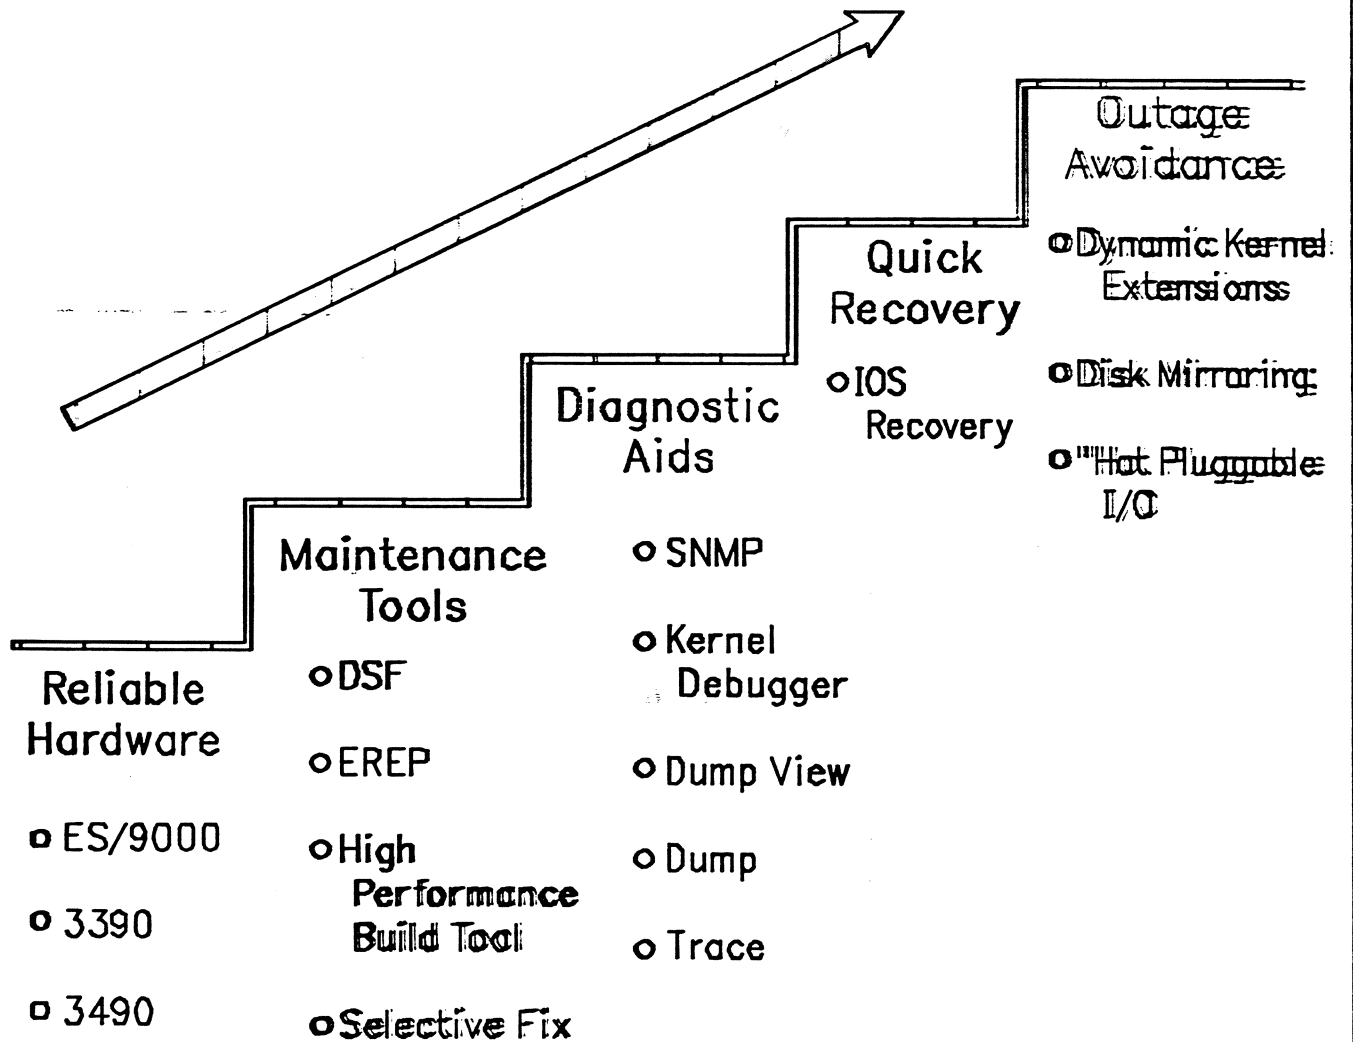 Reliable
Hardware
ES/9000
3390
3490
Maintenance
Tools
DSF
EREP
High
Performance
Build Tool
Selective Fix
Diagnostic
Aids
SNMP
Kernel
Debugger
Dump View
Dump
Trace
Quick
Recovery
IOS
Recovery
Outage
Avoidance
Dynamic Kernel
Extensions
Disk Mirroring
"Hot Pluggable
I/O